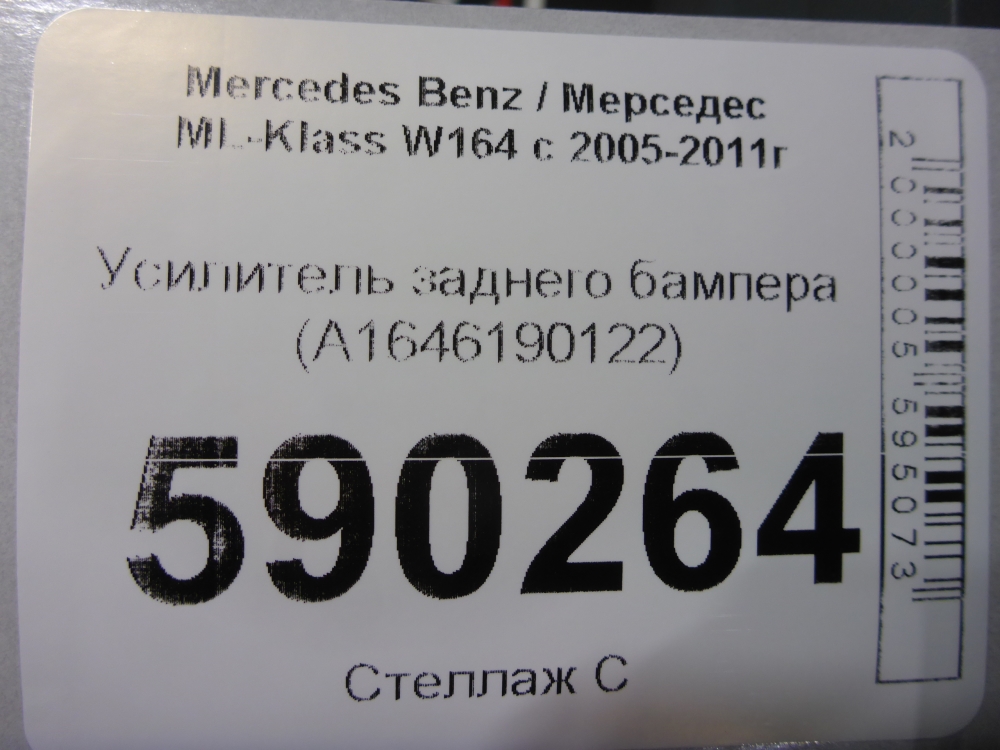 Mercedes Benz / Мерседес
ML-Klass W164 с 2005-2011г
Усилитель заднего бампера
(A1646190122)
590264
Стеллаж С
2000005595073